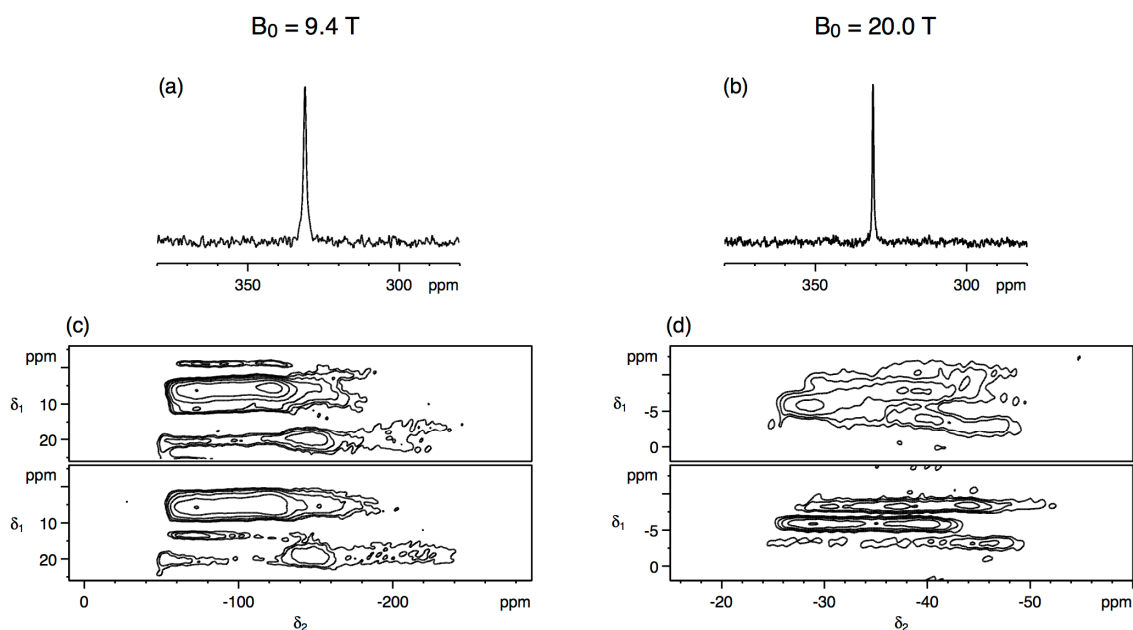 B₀ = 9.4 T
B₀ = 20.0 T
(a)
(b)
350 300 ppm
350 300 ppm
(c)
(d)
ppm
δ₁ 10
20
ppm
δ₁ 10
20
0 -100 -200 ppm
δ₂
ppm
δ₁ -5
0
ppm
δ₁ -5
0
-20 -30 -40 -50 ppm
δ₂